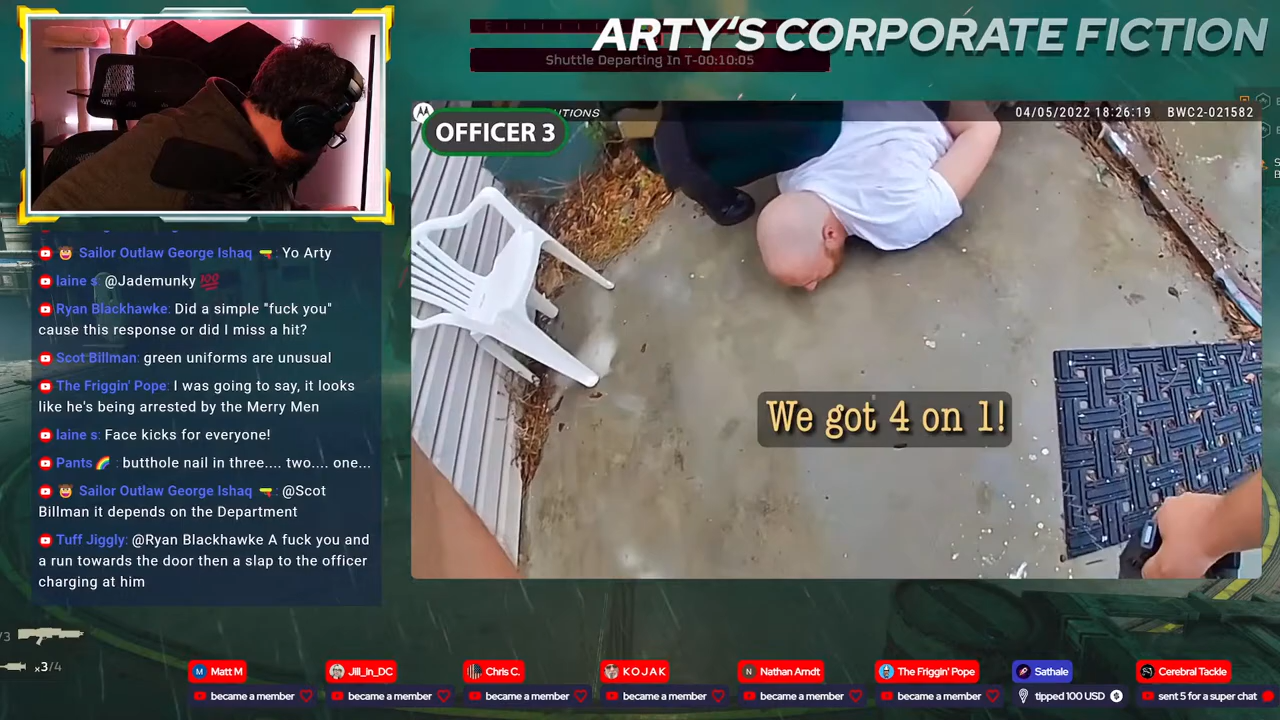 ARTY'S CORPORATE FICTION
Shuttle Departing In T-00:10:05
OFFICER 3
04/05/2022 18:26:19 BWC2-021582
Sailor Outlaw George Ishaq : Yo Arty
laine s: @Jademunky 💯
Ryan Blackhawke: Did a simple "fuck you"
cause this response or did I miss a hit?
Scot Billman: green uniforms are unusual
The Friggin' Pope: I was going to say, it looks
like he's being arrested by the Merry Men
laine s: Face kicks for everyone!
Pants🌈 : butthole nail in three.... two.... one...
Sailor Outlaw George Ishaq : @Scot
Billman it depends on the Department
Tuff Jiggly: @Ryan Blackhawke A fuck you and
a run towards the door then a slap to the officer
charging at him
We got 4 on 1!
/3
x3/4
Matt M
became a member
Jill_in_DC
became a member
Chris C.
became a member
K O J A K
became a member
Nathan Arndt
became a member
The Friggin' Pope
became a member
Sathale
tipped 100 USD
Cerebral Tackle
sent 5 for a super chat